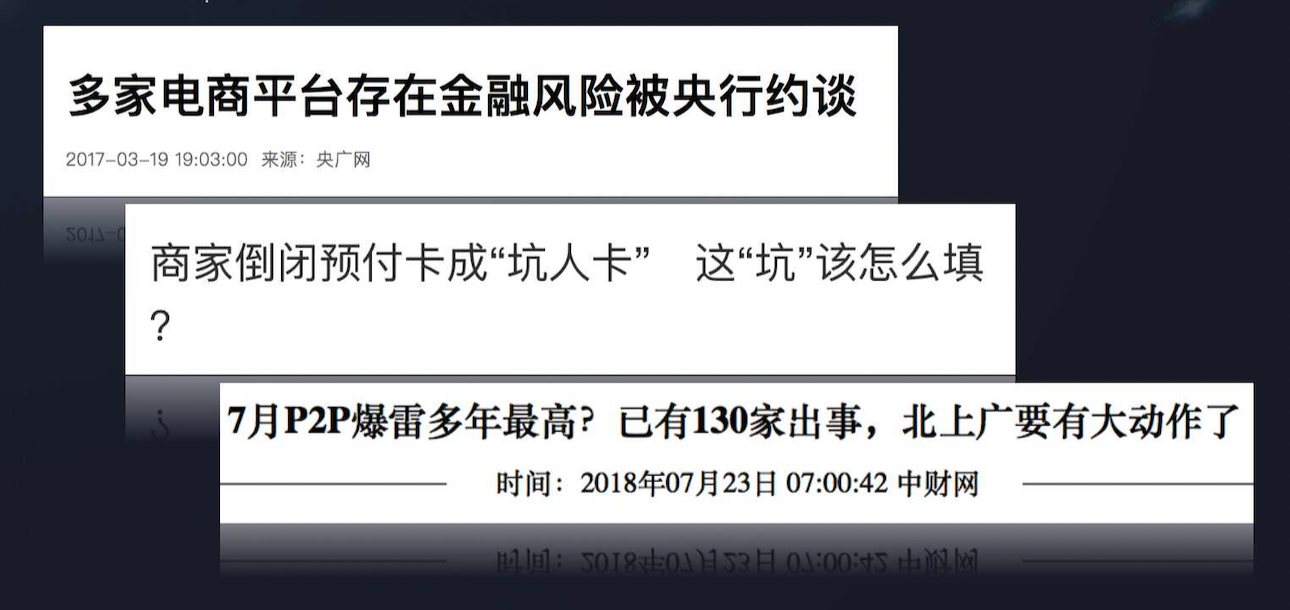 多家电商平台存在金融风险被央行约谈
2017-03-19 19:03:00 来源：央广网
商家倒闭预付卡成“坑人卡” 这“坑”该怎么填
？
7月P2P爆雷多年最高？已有130家出事，北上广要有大动作了
时间：2018年07月23日 07:00:42 中财网